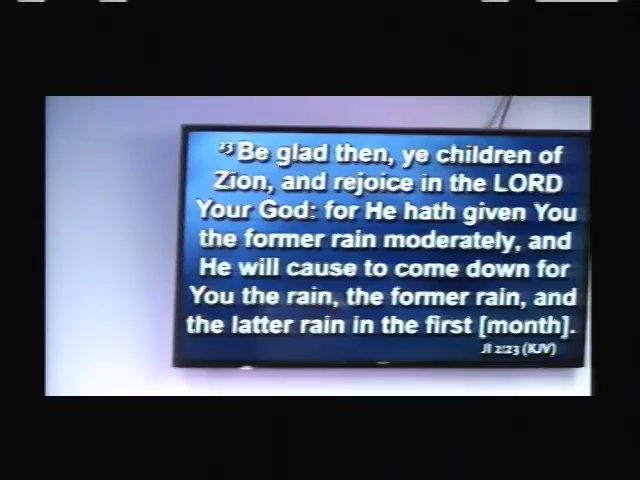 23 Be glad then, ye children of
Zion, and rejoice in the LORD
Your God: for He hath given You
the former rain moderately, and
He will cause to come down for
You the rain, the former rain, and
the latter rain in the first [month].
Jl 2:23 (KJV)